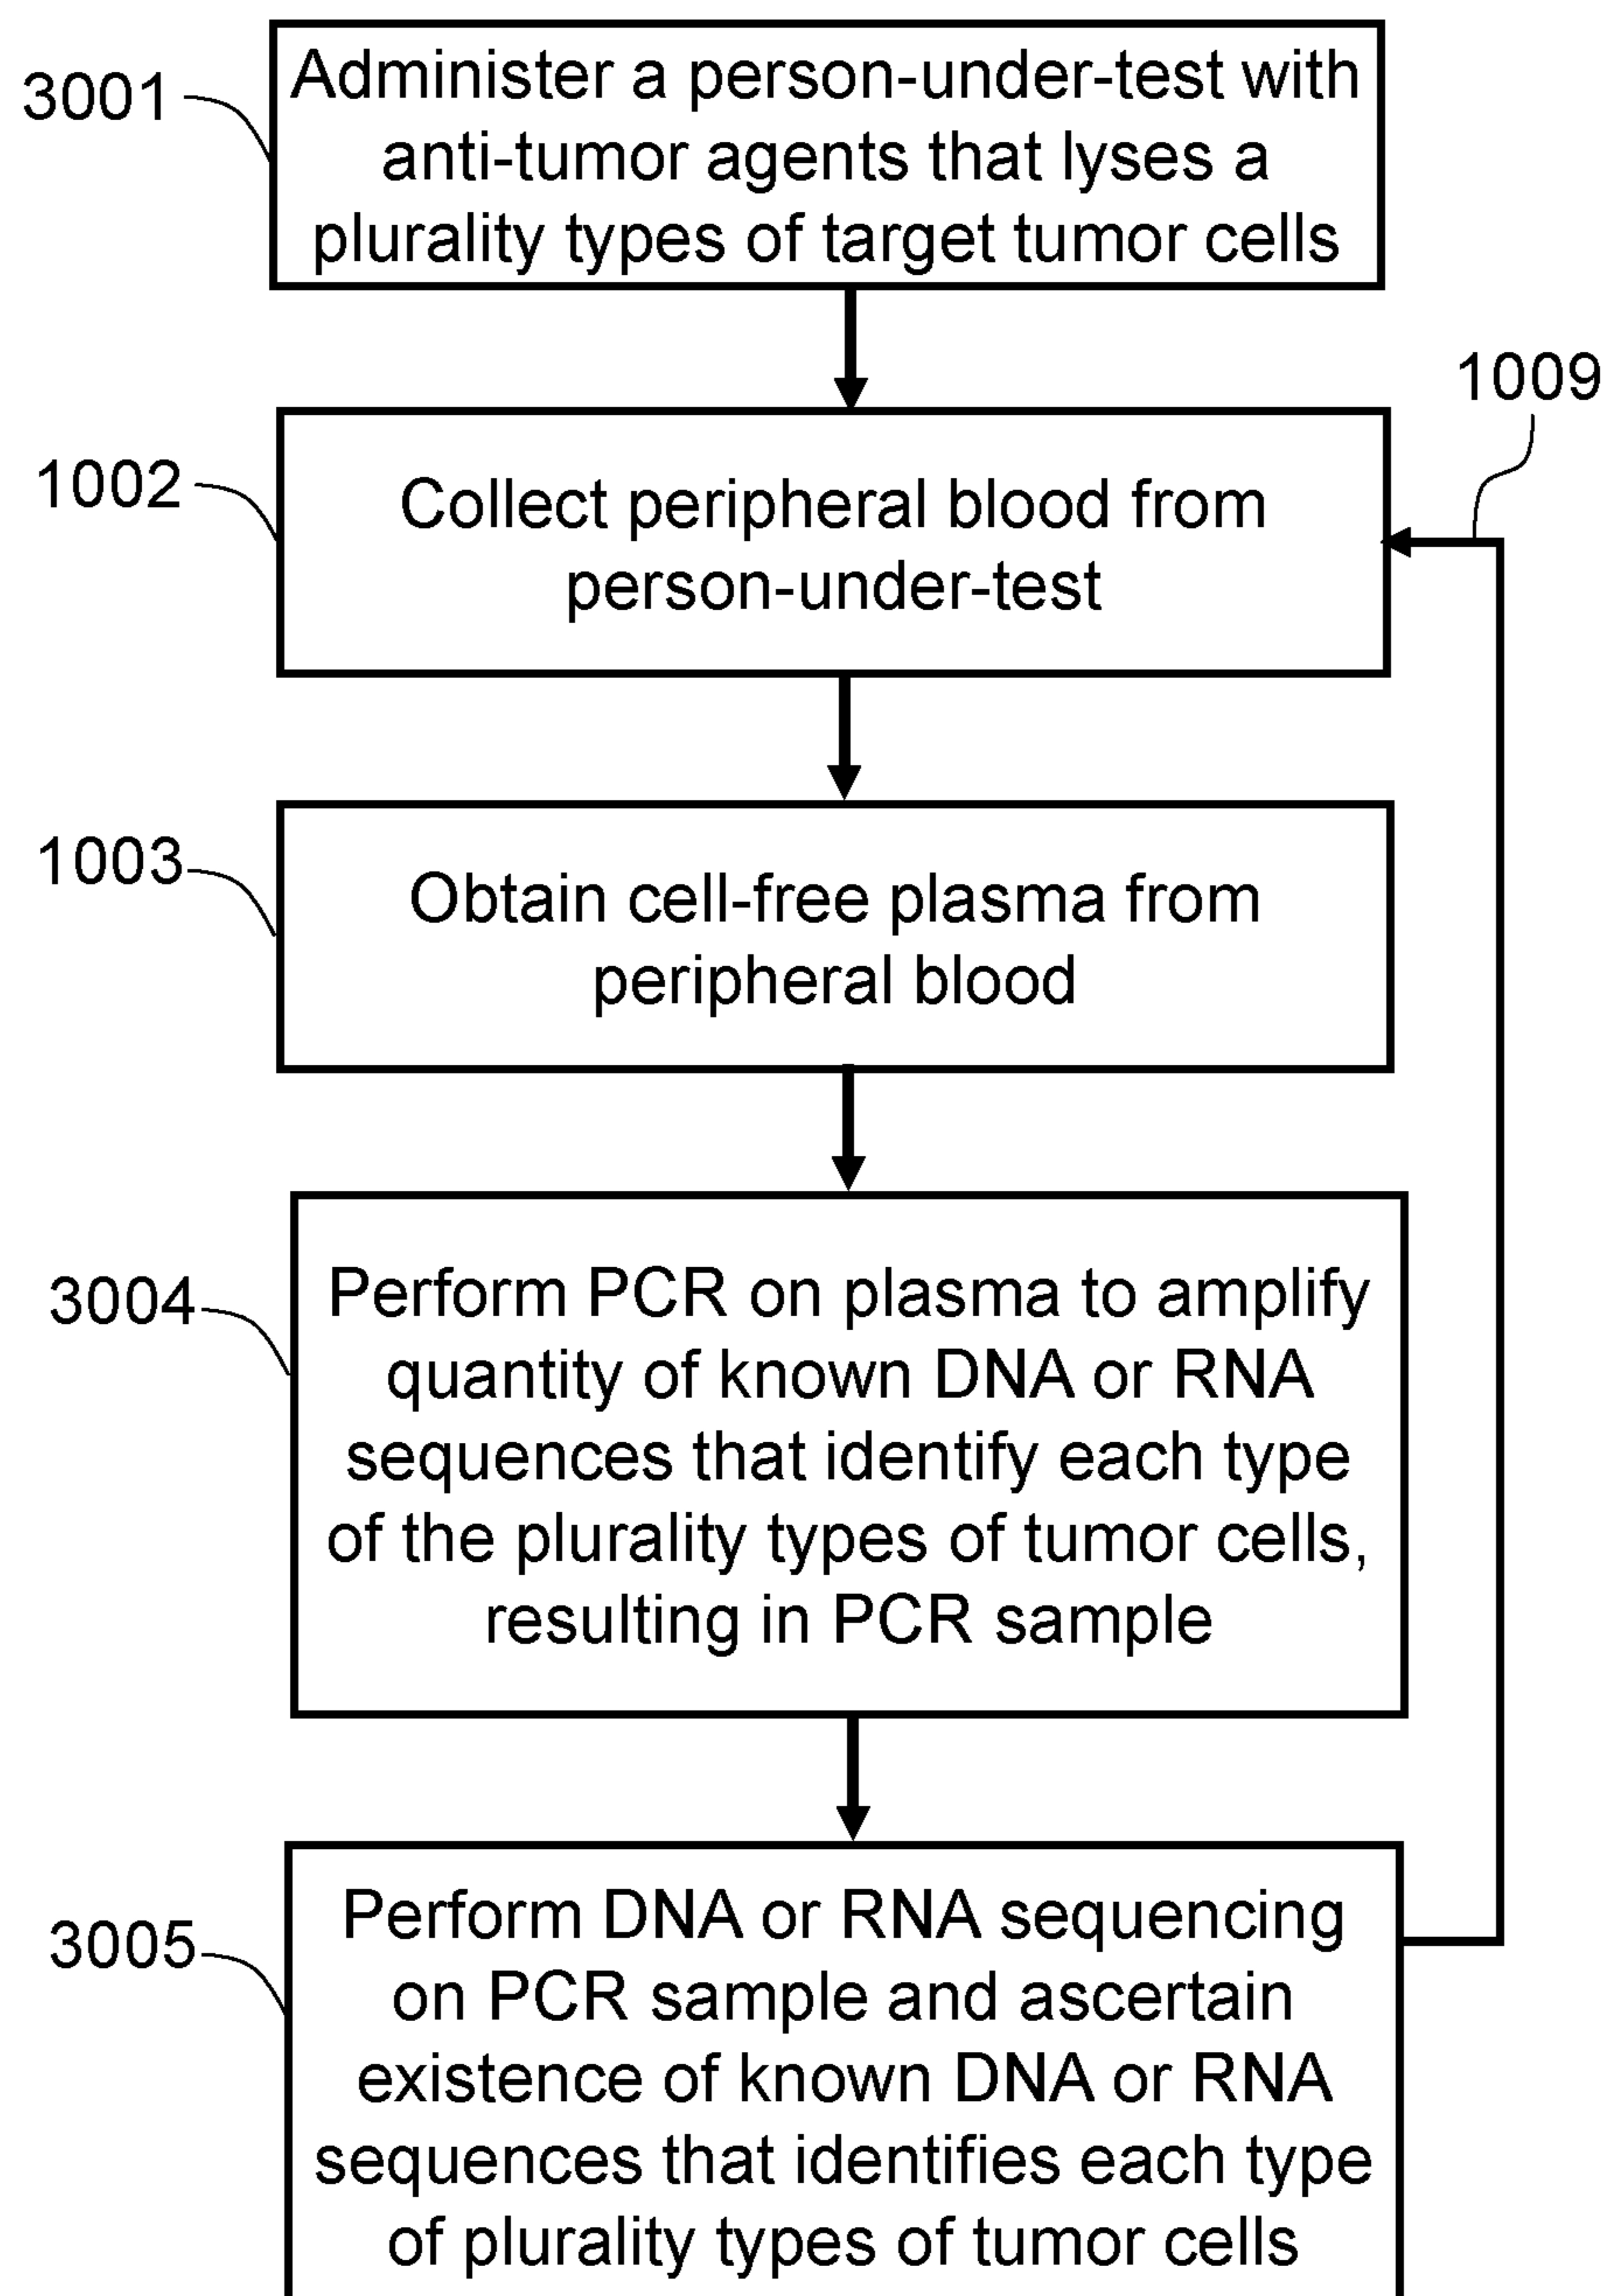 3001
Administer a person-under-test with
anti-tumor agents that lyses a
plurality types of target tumor cells
1009
1002
Collect peripheral blood from
person-under-test
1003
Obtain cell-free plasma from
peripheral blood
3004
Perform PCR on plasma to amplify
quantity of known DNA or RNA
sequences that identify each type
of the plurality types of tumor cells,
resulting in PCR sample
3005
Perform DNA or RNA sequencing
on PCR sample and ascertain
existence of known DNA or RNA
sequences that identifies each type
of plurality types of tumor cells